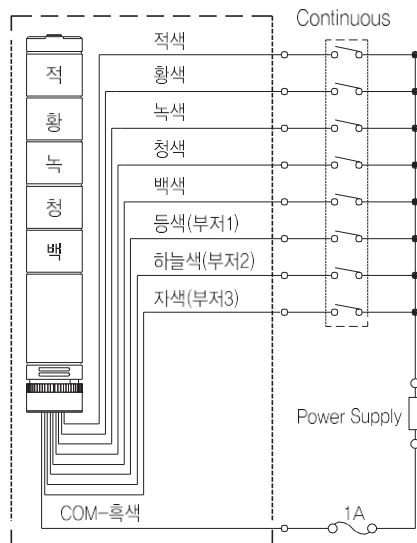 Continuous
적색
황색
녹색
청색
백색
등색(부저1)
하늘색(부저2)
자색(부저3)
적
황
녹
청
백
Power Supply
COM-흑색
1A